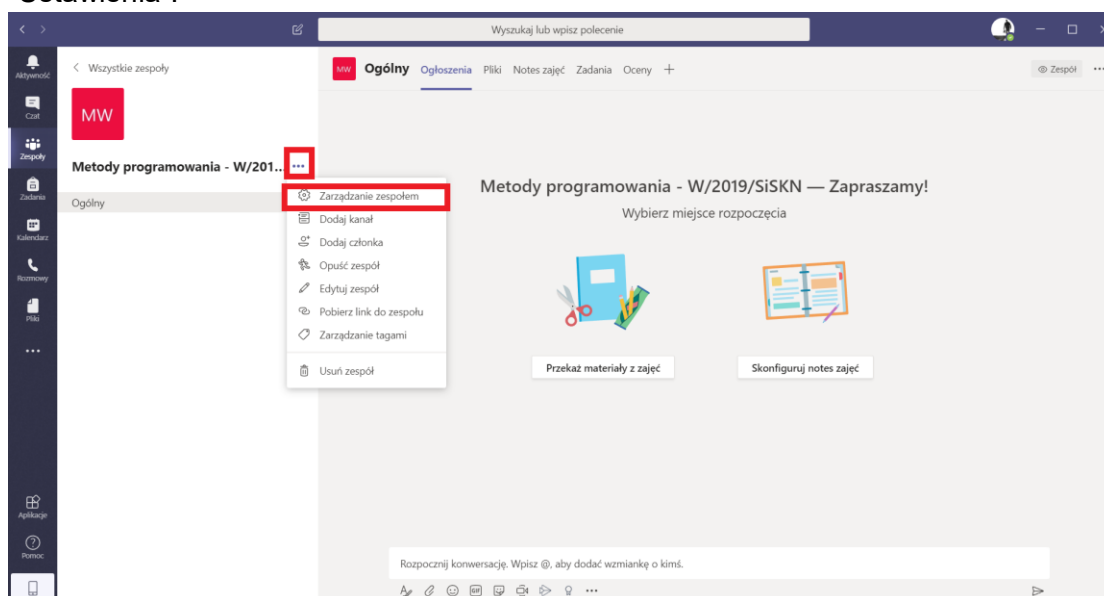 Wyszukaj lub wpisz polecenie
Aktywność
Czat
Zespoły
Zadania
Kalendarz
Rozmowy
Pliki
Aplikacje
Pomoc
< Wszystkie zespoły
MW
Metody programowania - W/201... ...
Ogólny
Zarządzanie zespołem
Dodaj kanał
Dodaj członka
Opuść zespół
Edytuj zespół
Pobierz link do zespołu
Zarządzanie tagami
Usuń zespół
MW Ogólny Ogłoszenia Pliki Notes zajęć Zadania Oceny +
Zespół ...
Metody programowania - W/2019/SiSKN — Zapraszamy!
Wybierz miejsce rozpoczęcia
Przekaż materiały z zajęć
Skonfiguruj notes zajęć
Rozpocznij konwersację. Wpisz @, aby dodać wzmiankę o kimś.
GIF